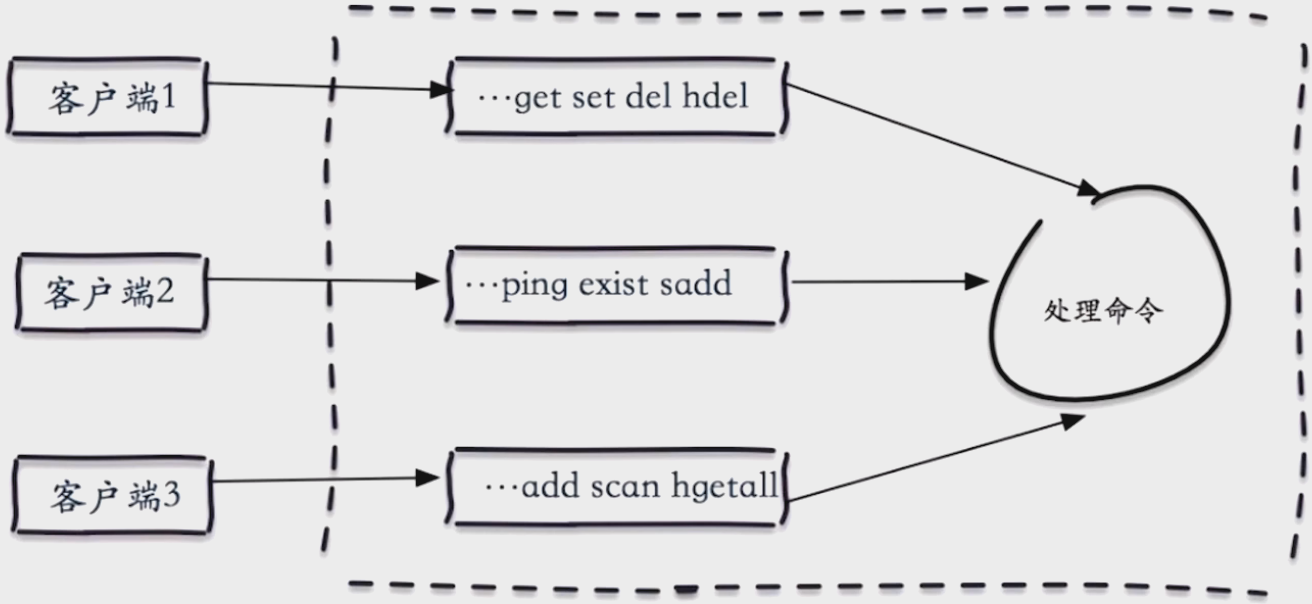 客户端1
…get set del hdel
客户端2
…ping exist sadd
处理命令
客户端3
…add scan hgetall